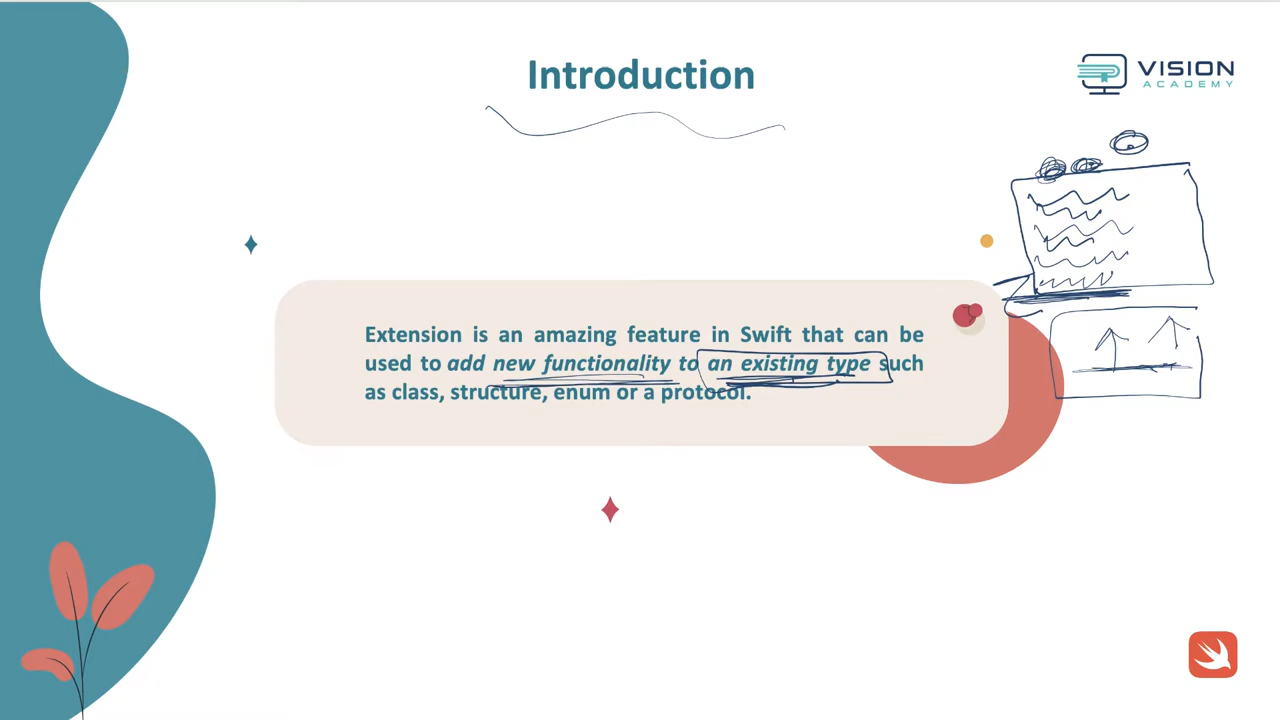 Introduction
VISION
ACADEMY
Extension is an amazing feature in Swift that can be
used to add new functionality to an existing type such
as class, structure, enum or a protocol.